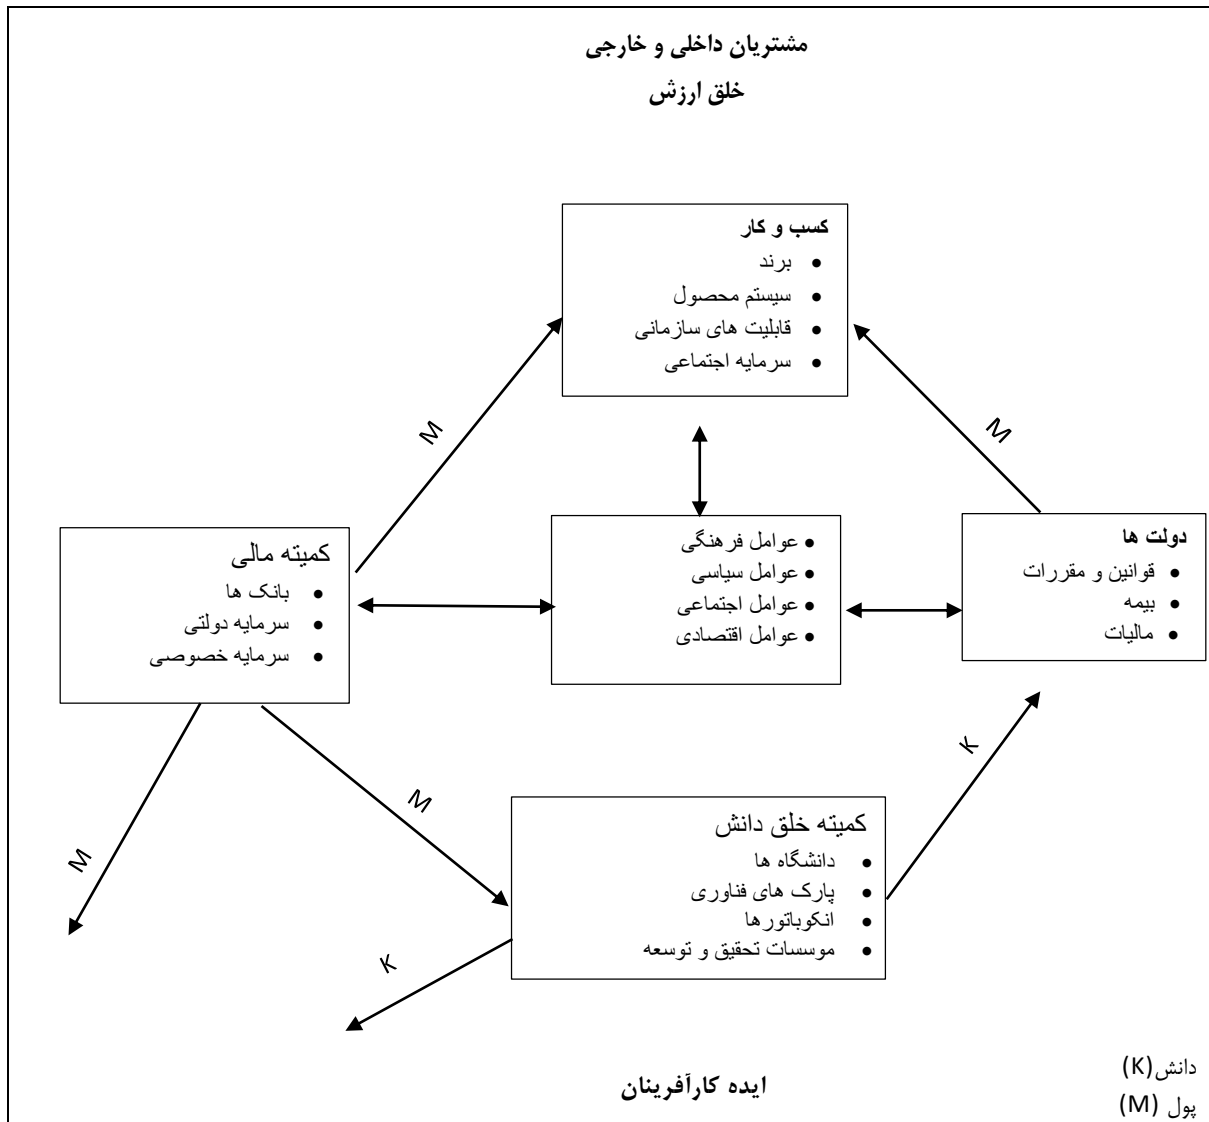 مشتریان داخلی و خارجی
خلق ارزش
کسب و کار
• برند
• سیستم محصول
• قابلیت های سازمانی
• سرمایه اجتماعی
M
M
کمیته مالی
• بانک ها
• سرمایه دولتی
• سرمایه خصوصی
• عوامل فرهنگی
• عوامل سیاسی
• عوامل اجتماعی
• عوامل اقتصادی
دولت ها
• قوانین و مقررات
• بیمه
• مالیات
M
M
K
کمیته خلق دانش
• دانشگاه ها
• پارک های فناوری
• انکوباتورها
• موسسات تحقیق و توسعه
K
ایده کارآفرینان
دانش(K)
پول (M)